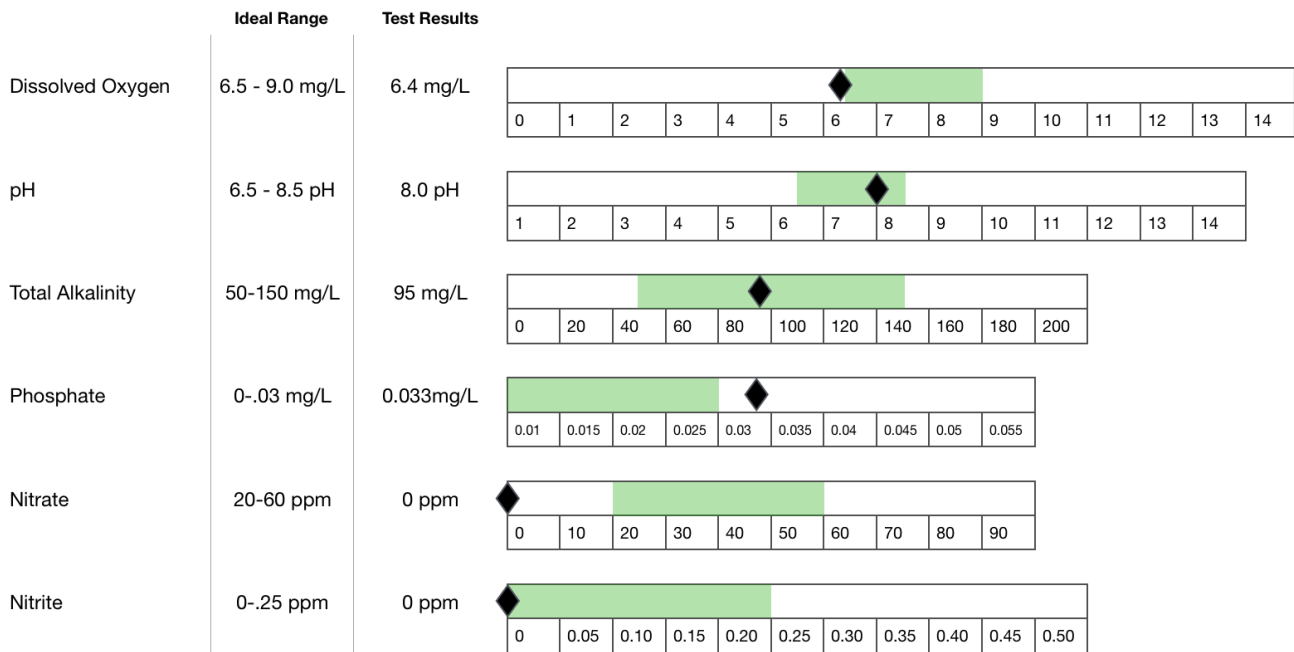 Ideal Range Test Results
Dissolved Oxygen 6.5 - 9.0 mg/L 6.4 mg/L
0 1 2 3 4 5 6 7 8 9 10 11 12 13 14
pH 6.5 - 8.5 pH 8.0 pH
1 2 3 4 5 6 7 8 9 10 11 12 13 14
Total Alkalinity 50-150 mg/L 95 mg/L
0 20 40 60 80 100 120 140 160 180 200
Phosphate 0-.03 mg/L 0.033mg/L
0.01 0.015 0.02 0.025 0.03 0.035 0.04 0.045 0.05 0.055
Nitrate 20-60 ppm 0 ppm
0 10 20 30 40 50 60 70 80 90
Nitrite 0-.25 ppm 0 ppm
0 0.05 0.10 0.15 0.20 0.25 0.30 0.35 0.40 0.45 0.50